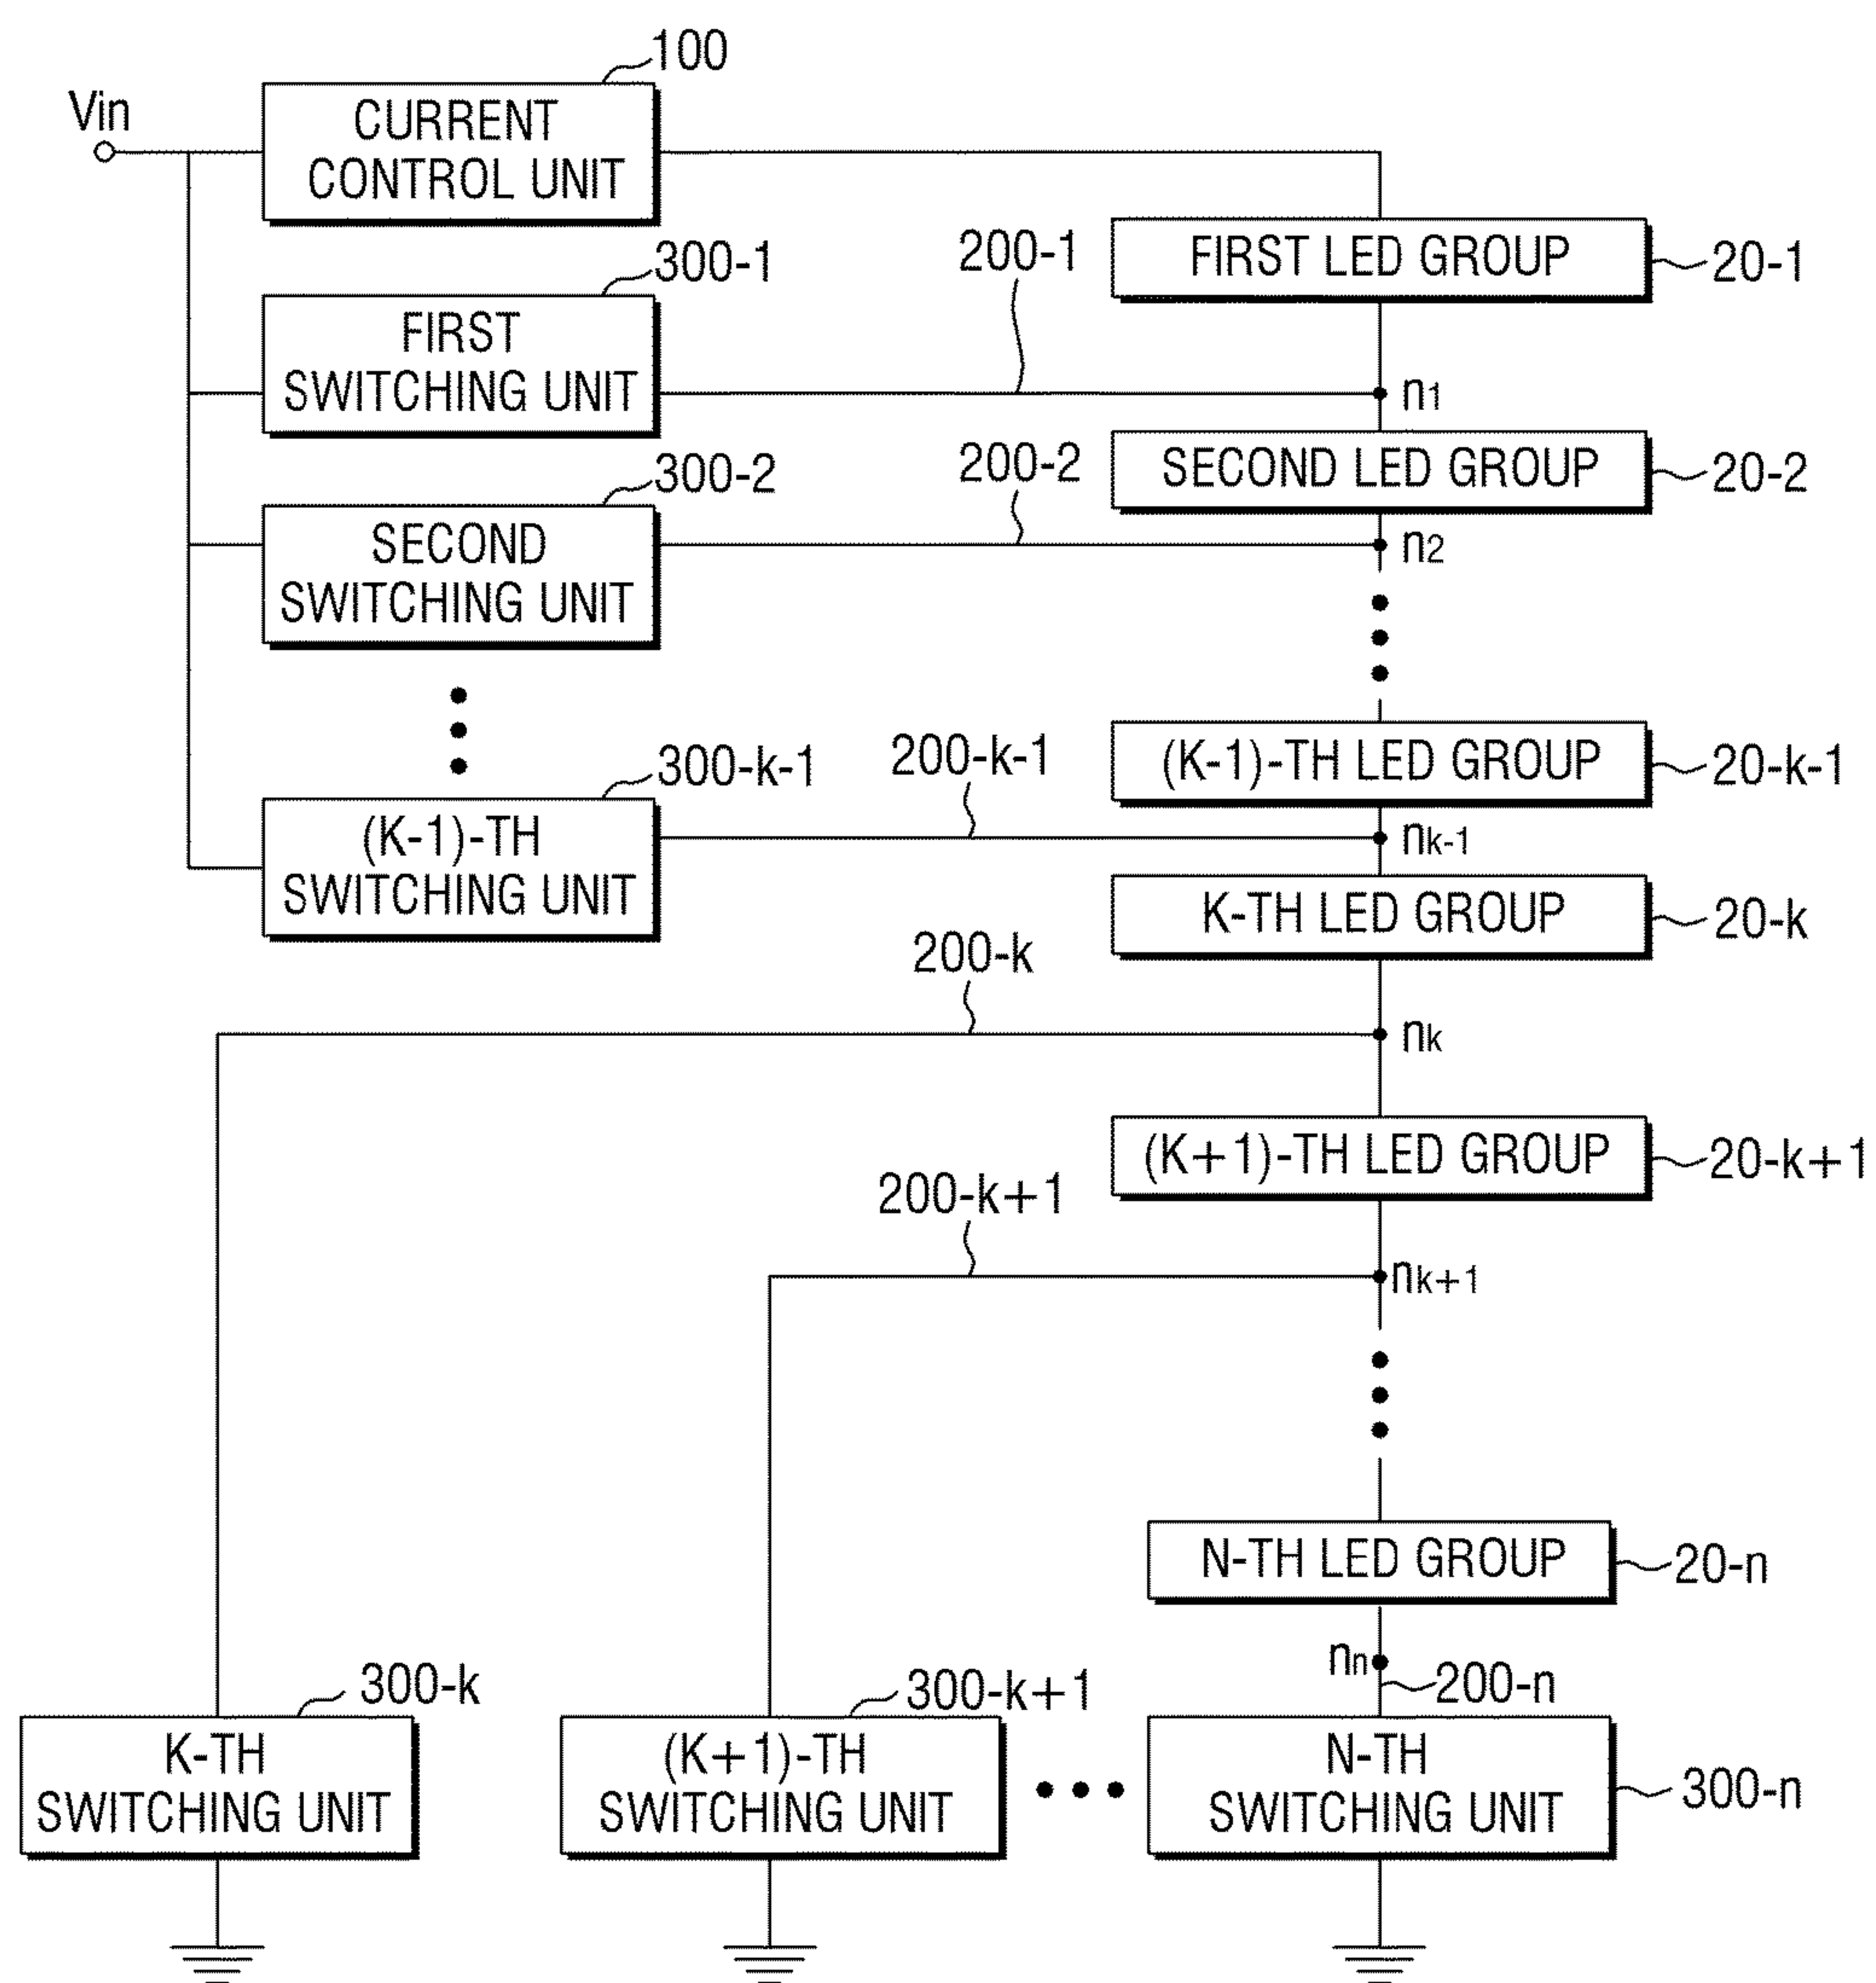 100
Vin
CURRENT
CONTROL UNIT
300-1
200-1
FIRST LED GROUP
20-1
FIRST
SWITCHING UNIT
n1
300-2
200-2
SECOND LED GROUP
20-2
SECOND
SWITCHING UNIT
n2
300-k-1
200-k-1
(K-1)-TH LED GROUP
20-k-1
(K-1)-TH
SWITCHING UNIT
nk-1
K-TH LED GROUP
20-k
200-k
nk
(K+1)-TH LED GROUP
20-k+1
200-k+1
nk+1
N-TH LED GROUP
20-n
nn
200-n
300-k
300-k+1
K-TH
SWITCHING UNIT
(K+1)-TH
SWITCHING UNIT
N-TH
SWITCHING UNIT
300-n